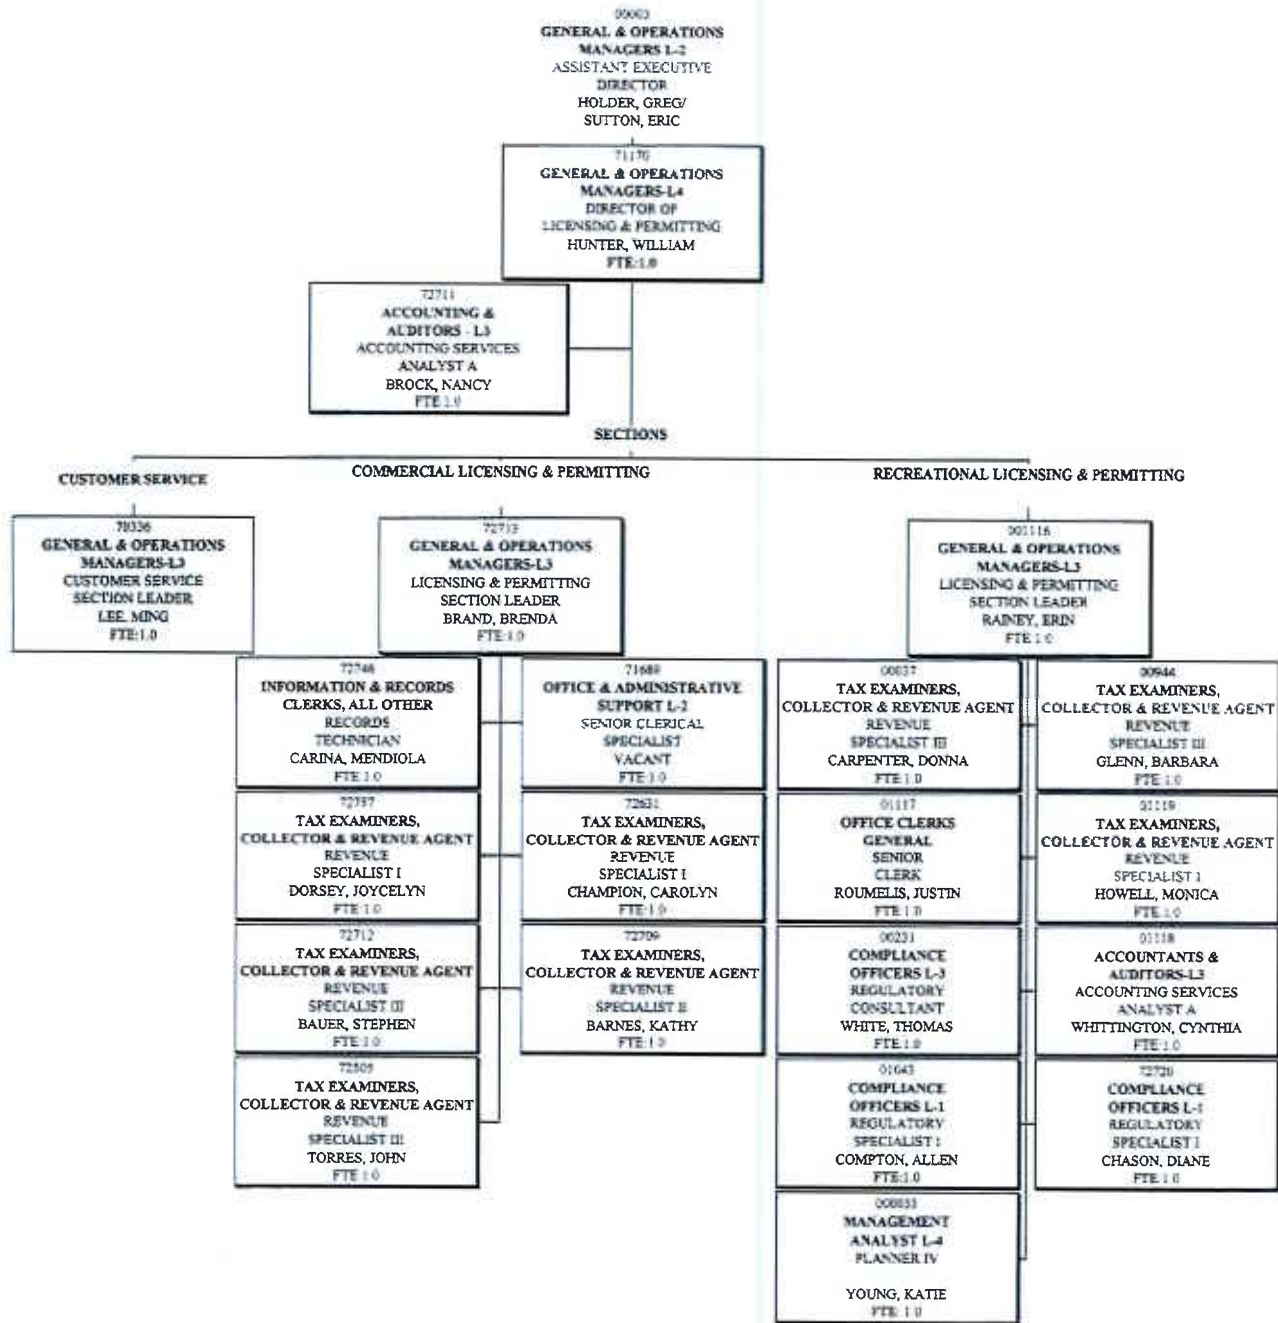 GENERAL & OPERATIONS
MANAGERS L-2
ASSISTANT EXECUTIVE
DIRECTOR
HOLDER, GREG/
SUTTON, ERIC
71170
GENERAL & OPERATIONS
MANAGERS-L4
DIRECTOR OF
LICENSING & PERMITTING
HUNTER, WILLIAM
FTE:1.0
72711
ACCOUNTING &
AUDITORS - L3
ACCOUNTING SERVICES
ANALYST A
BROCK, NANCY
FTE:1.0
SECTIONS
CUSTOMER SERVICE
COMMERCIAL LICENSING & PERMITTING
RECREATIONAL LICENSING & PERMITTING
70336
GENERAL & OPERATIONS
MANAGERS-L3
CUSTOMER SERVICE
SECTION LEADER
LEE, MING
FTE:1.0
72713
GENERAL & OPERATIONS
MANAGERS-L3
LICENSING & PERMITTING
SECTION LEADER
BRAND, BRENDA
FTE:1.0
001116
GENERAL & OPERATIONS
MANAGERS-L3
LICENSING & PERMITTING
SECTION LEADER
RAINEY, ERIN
FTE 1.0
72746
INFORMATION & RECORDS
CLERKS, ALL OTHER
RECORDS
TECHNICIAN
CARINA, MENDIOLA
FTE 1.0
71689
OFFICE & ADMINISTRATIVE
SUPPORT L-2
SENIOR CLERICAL
SPECIALIST
VACANT
FTE 1.0
00037
TAX EXAMINERS,
COLLECTOR & REVENUE AGENT
REVENUE
SPECIALIST III
CARPENTER, DONNA
FTE 1.0
00944
TAX EXAMINERS,
COLLECTOR & REVENUE AGENT
REVENUE
SPECIALIST III
GLENN, BARBARA
FTE 1.0
72757
TAX EXAMINERS,
COLLECTOR & REVENUE AGENT
REVENUE
SPECIALIST I
DORSEY, JOYCELYN
FTE 1.0
72631
TAX EXAMINERS,
COLLECTOR & REVENUE AGENT
REVENUE
SPECIALIST I
CHAMPION, CAROLYN
FTE 1.0
01117
OFFICE CLERKS
GENERAL
SENIOR
CLERK
ROUMELIS, JUSTIN
FTE 1.0
01119
TAX EXAMINERS,
COLLECTOR & REVENUE AGENT
REVENUE
SPECIALIST I
HOWELL, MONICA
FTE 1.0
72712
TAX EXAMINERS,
COLLECTOR & REVENUE AGENT
REVENUE
SPECIALIST III
BAUER, STEPHEN
FTE 1.0
72709
TAX EXAMINERS,
COLLECTOR & REVENUE AGENT
REVENUE
SPECIALIST II
BARNES, KATHY
FTE 1.0
00231
COMPLIANCE
OFFICERS L-3
REGULATORY
CONSULTANT
WHITE, THOMAS
FTE 1.0
01118
ACCOUNTANTS &
AUDITORS-L3
ACCOUNTING SERVICES
ANALYST A
WHITTINGTON, CYNTHIA
FTE 1.0
72505
TAX EXAMINERS,
COLLECTOR & REVENUE AGENT
REVENUE
SPECIALIST III
TORRES, JOHN
FTE 1.0
01043
COMPLIANCE
OFFICERS L-1
REGULATORY
SPECIALIST I
COMPTON, ALLEN
FTE:1.0
72720
COMPLIANCE
OFFICERS L-1
REGULATORY
SPECIALIST I
CHASON, DIANE
FTE 1.0
MANAGEMENT
ANALYST L-4
PLANNER IV
YOUNG, KATIE
FTE 1.0